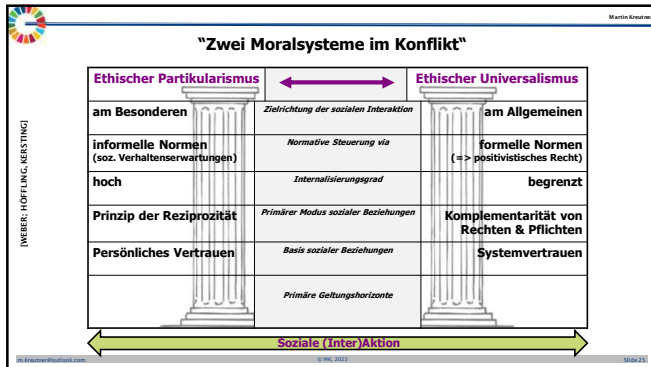 Martin Kreutner
“Zwei Moralsysteme im Konflikt“
Ethischer Partikularismus
Ethischer Universalismus
am Besonderen
Zielrichtung der sozialen Interaktion
am Allgemeinen
informelle Normen
(soz. Verhaltenserwartungen)
Normative Steuerung via
formelle Normen
(=> positivistisches Recht)
hoch
Internalisierungsgrad
begrenzt
Prinzip der Reziprozität
Primärer Modus sozialer Beziehungen
Komplementarität von
Rechten & Pflichten
Persönliches Vertrauen
Basis sozialer Beziehungen
Systemvertrauen
Primäre Geltungshorizonte
Soziale (Inter)Aktion
[WEBER; HÖFFLING, KERSTING]
m.kreutner@outlook.com
© MK, 2023
Slide 25